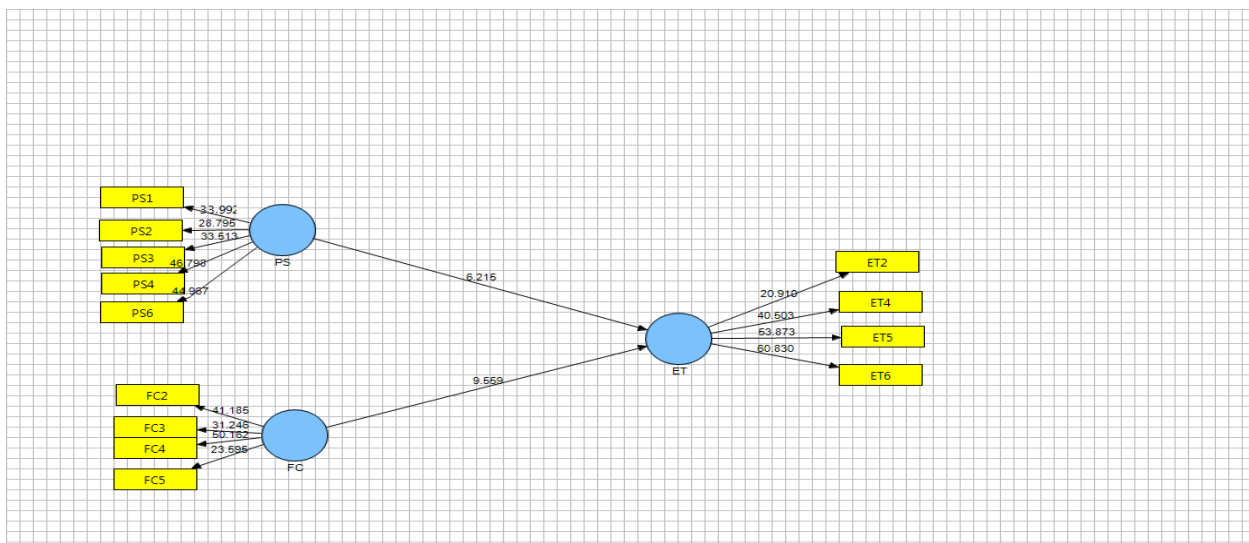 PS1
33.992
PS2
28.795
PS3
33.513
PS4
46.798
PS6
44.987
PS
6.215
ET2
20.910
ET4
40.503
ET5
53.873
ET6
60.830
ET
9.559
FC2
41.185
FC3
31.246
FC4
50.162
FC5
23.595
FC